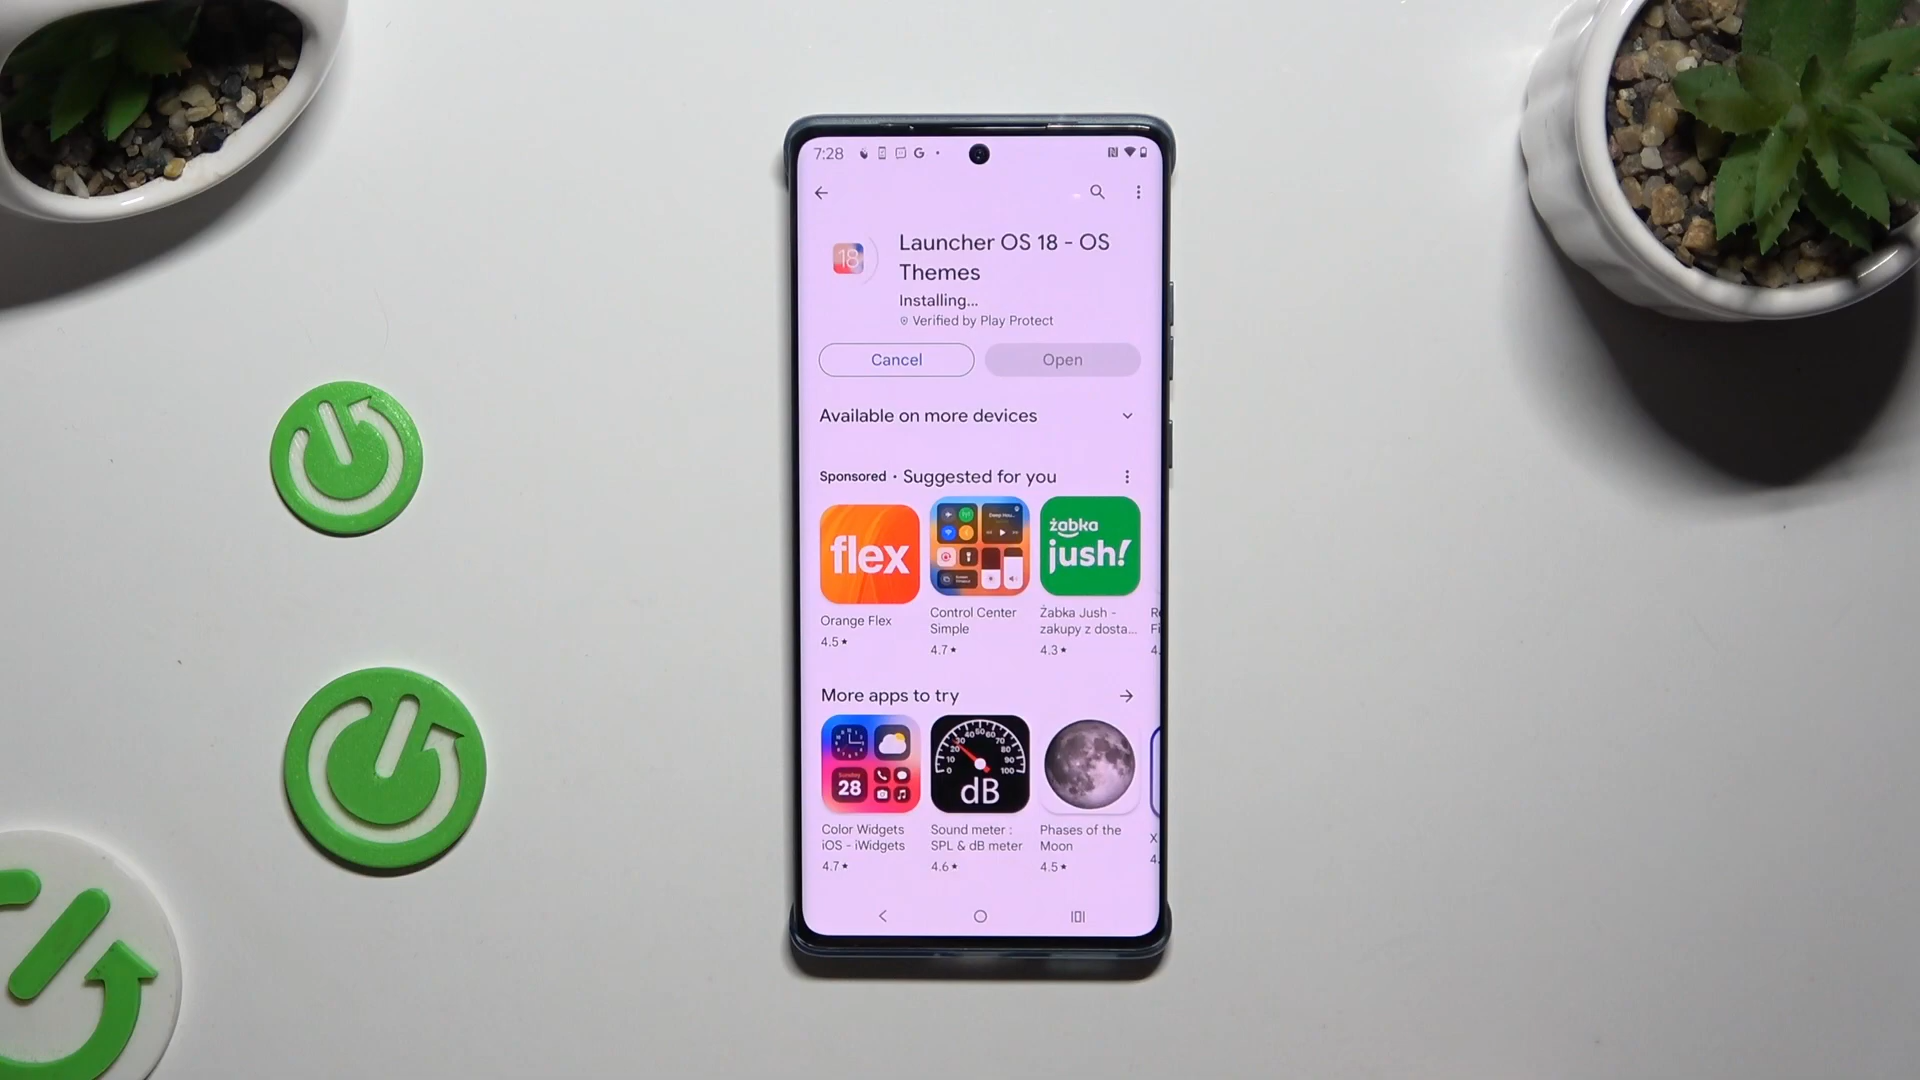 7:28
Launcher OS 18 - OS
Themes
Installing...
Verified by Play Protect
Cancel
Open
Available on more devices
Sponsored • Suggested for you
flex
żabka
jush!
Orange Flex
4.5★
Control Center
Simple
4.7★
Żabka Jush -
zakupy z dosta...
4.3★
More apps to try
28
dB
Color Widgets
iOS - iWidgets
4.7★
Sound meter :
SPL & dB meter
4.6★
Phases of the
Moon
4.5★